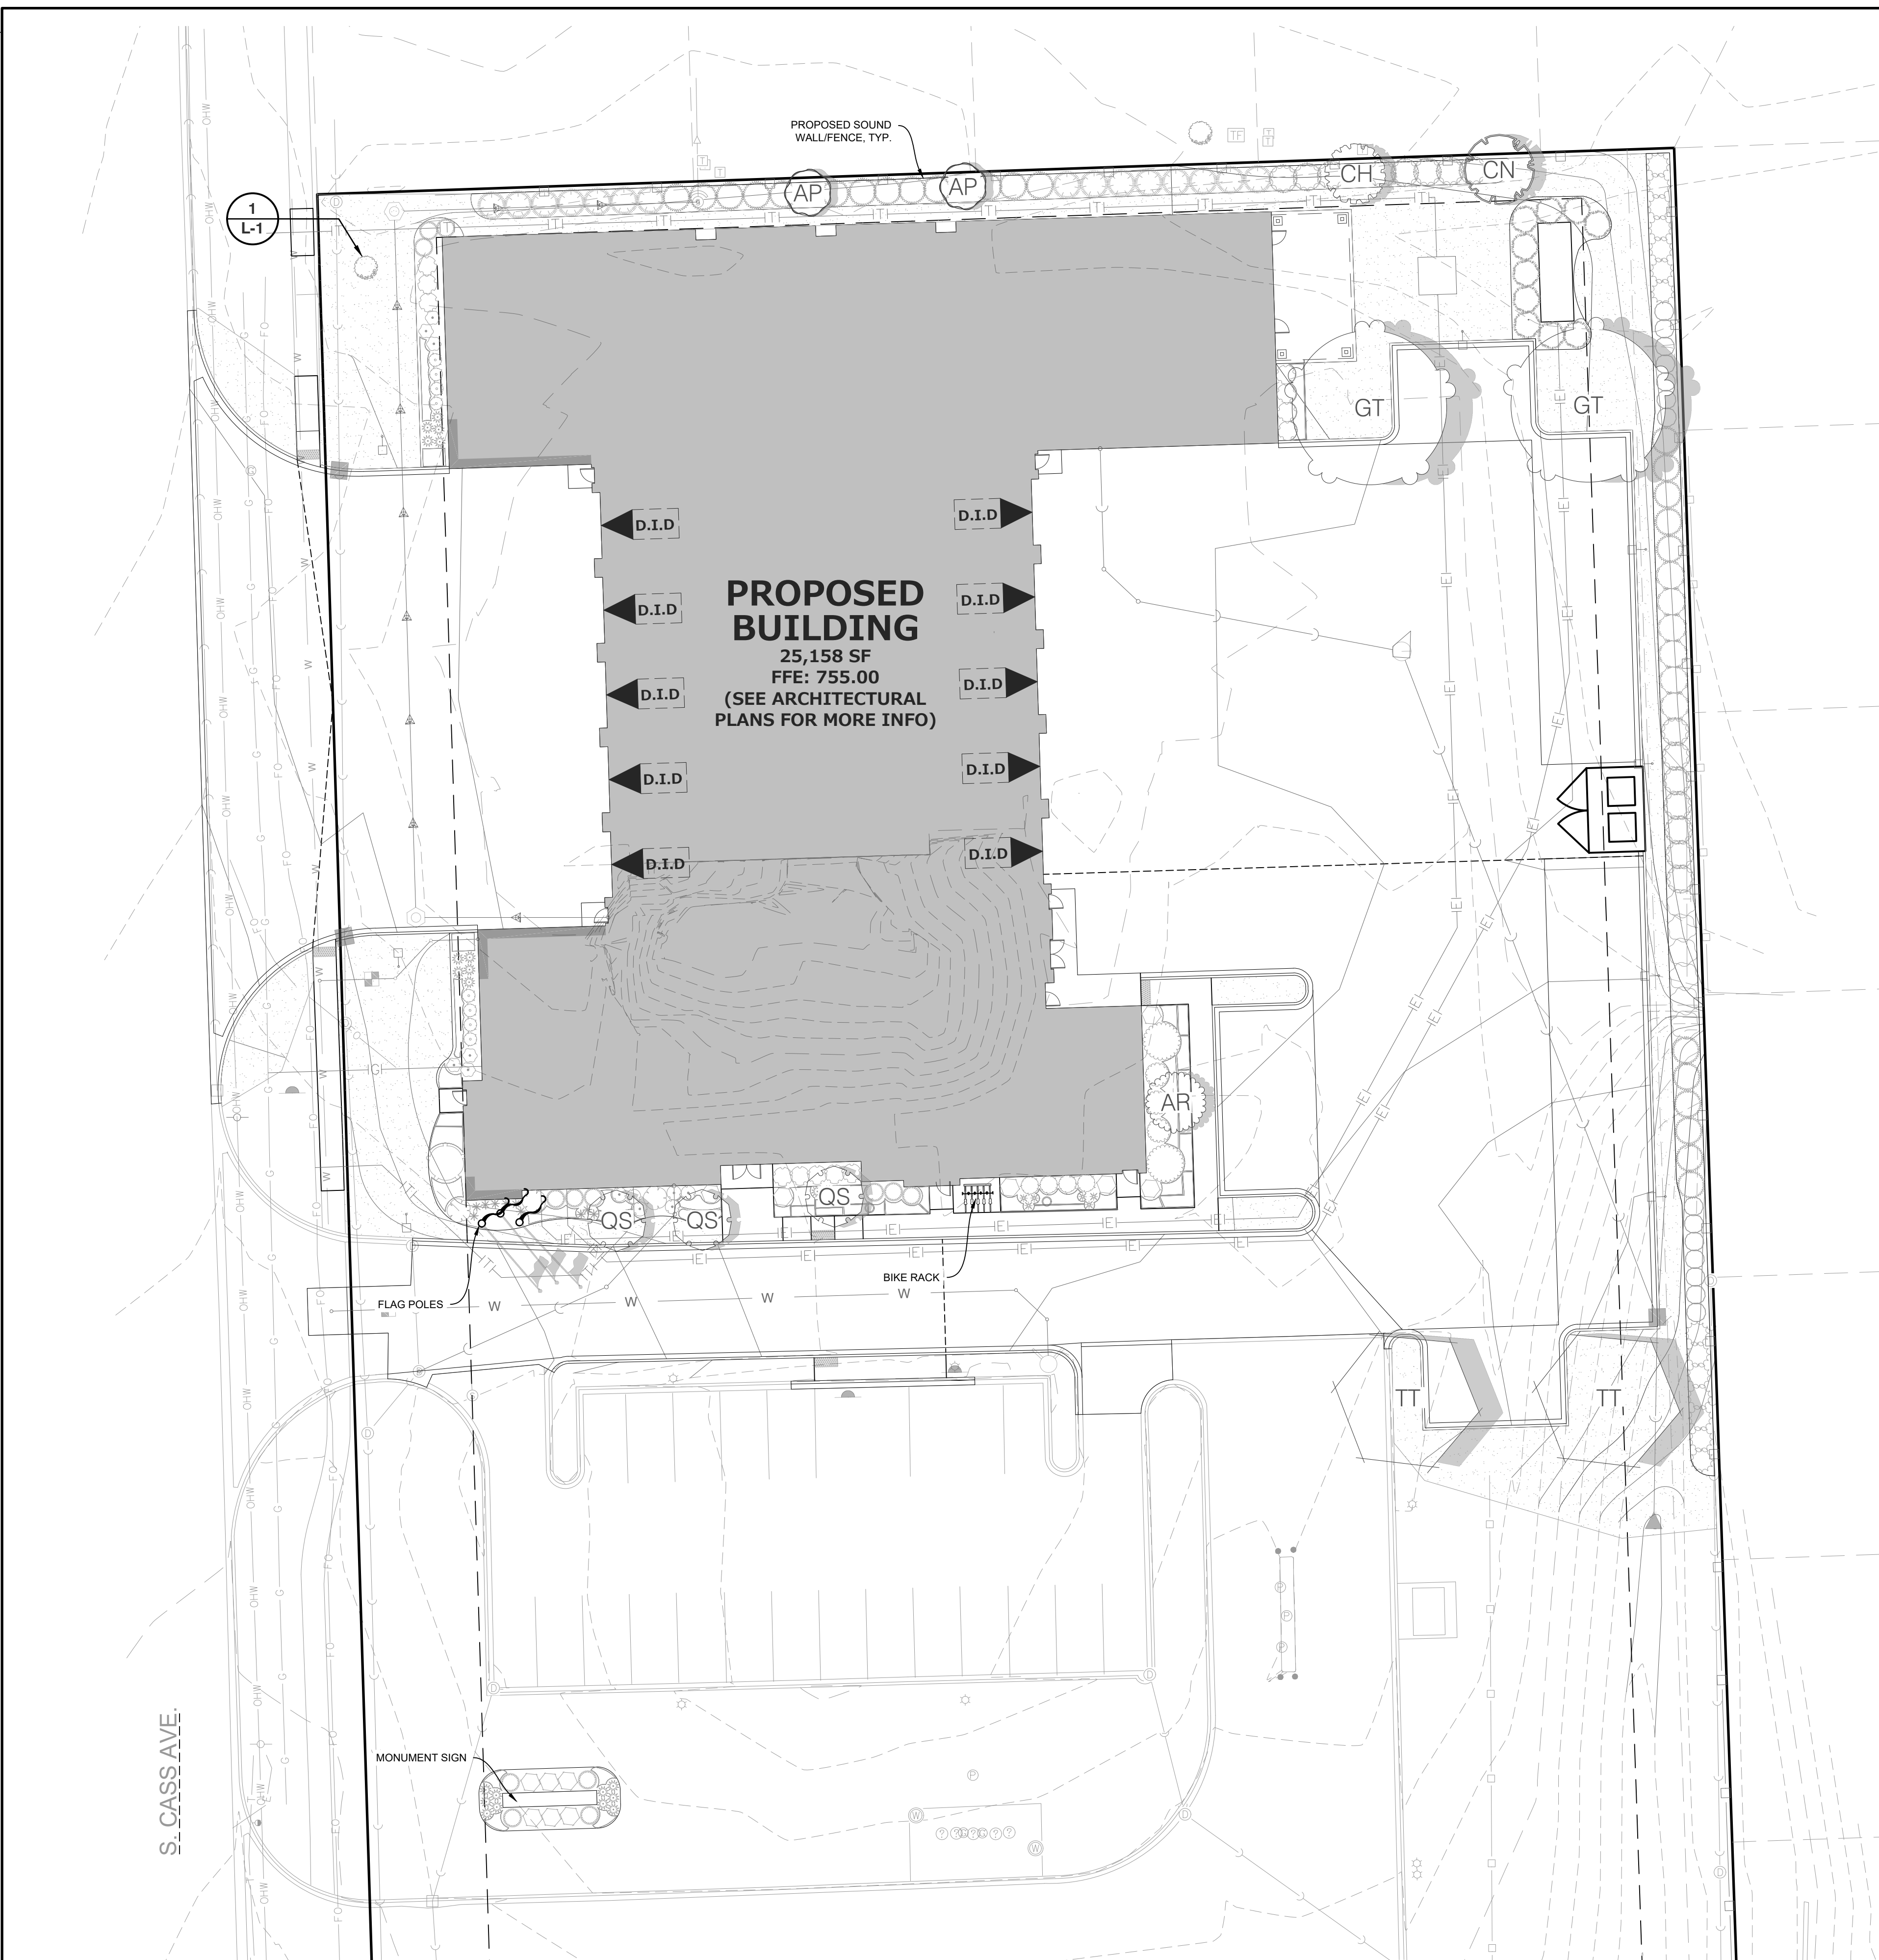 PROPOSED SOUND
WALL/FENCE, TYP.
1
L-1
AP
AP
CH
CN
TF
T
T
T
T
GT
GT
D.I.D
D.I.D
D.I.D
D.I.D
D.I.D
D.I.D
D.I.D
D.I.D
D.I.D
D.I.D
PROPOSED
BUILDING
25,158 SF
FFE: 755.00
(SEE ARCHITECTURAL
PLANS FOR MORE INFO)
AR
QS
QS
QS
BIKE RACK
FLAG POLES
W
W
W
W
TT
TT
MONUMENT SIGN
S. CASS AVE.